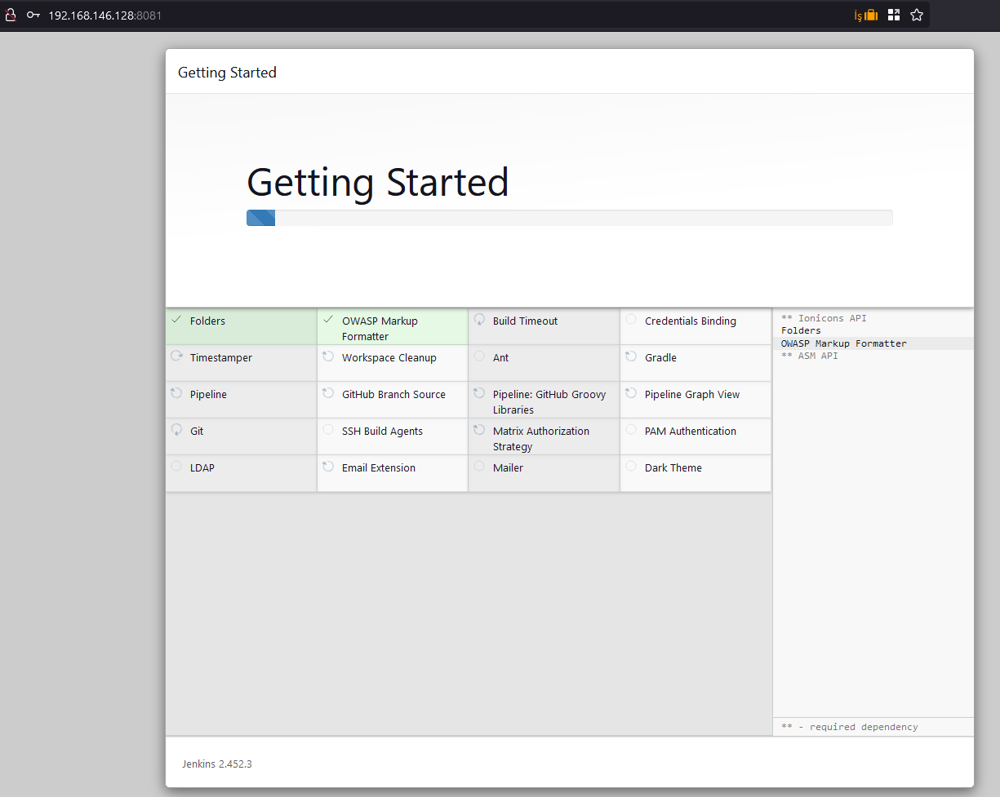 192.168.146.128:8081
İş
Getting Started
Getting Started
Folders
OWASP Markup
Formatter
Build Timeout
Credentials Binding
Timestamper
Workspace Cleanup
Ant
Gradle
Pipeline
GitHub Branch Source
Pipeline: GitHub Groovy
Libraries
Pipeline Graph View
Git
SSH Build Agents
Matrix Authorization
Strategy
PAM Authentication
LDAP
Email Extension
Mailer
Dark Theme
** Ionicons API
Folders
OWASP Markup Formatter
** ASM API
** - required dependency
Jenkins 2.452.3